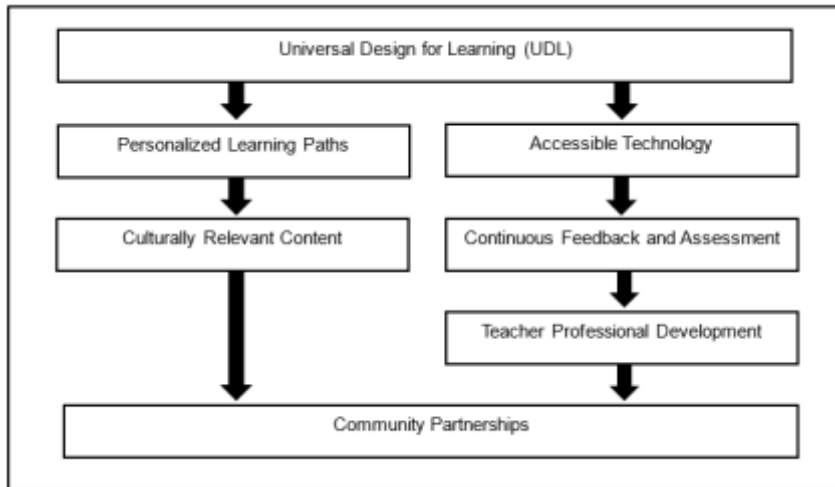 Universal Design for Learning (UDL)
Personalized Learning Paths
Accessible Technology
Culturally Relevant Content
Continuous Feedback and Assessment
Teacher Professional Development
Community Partnerships